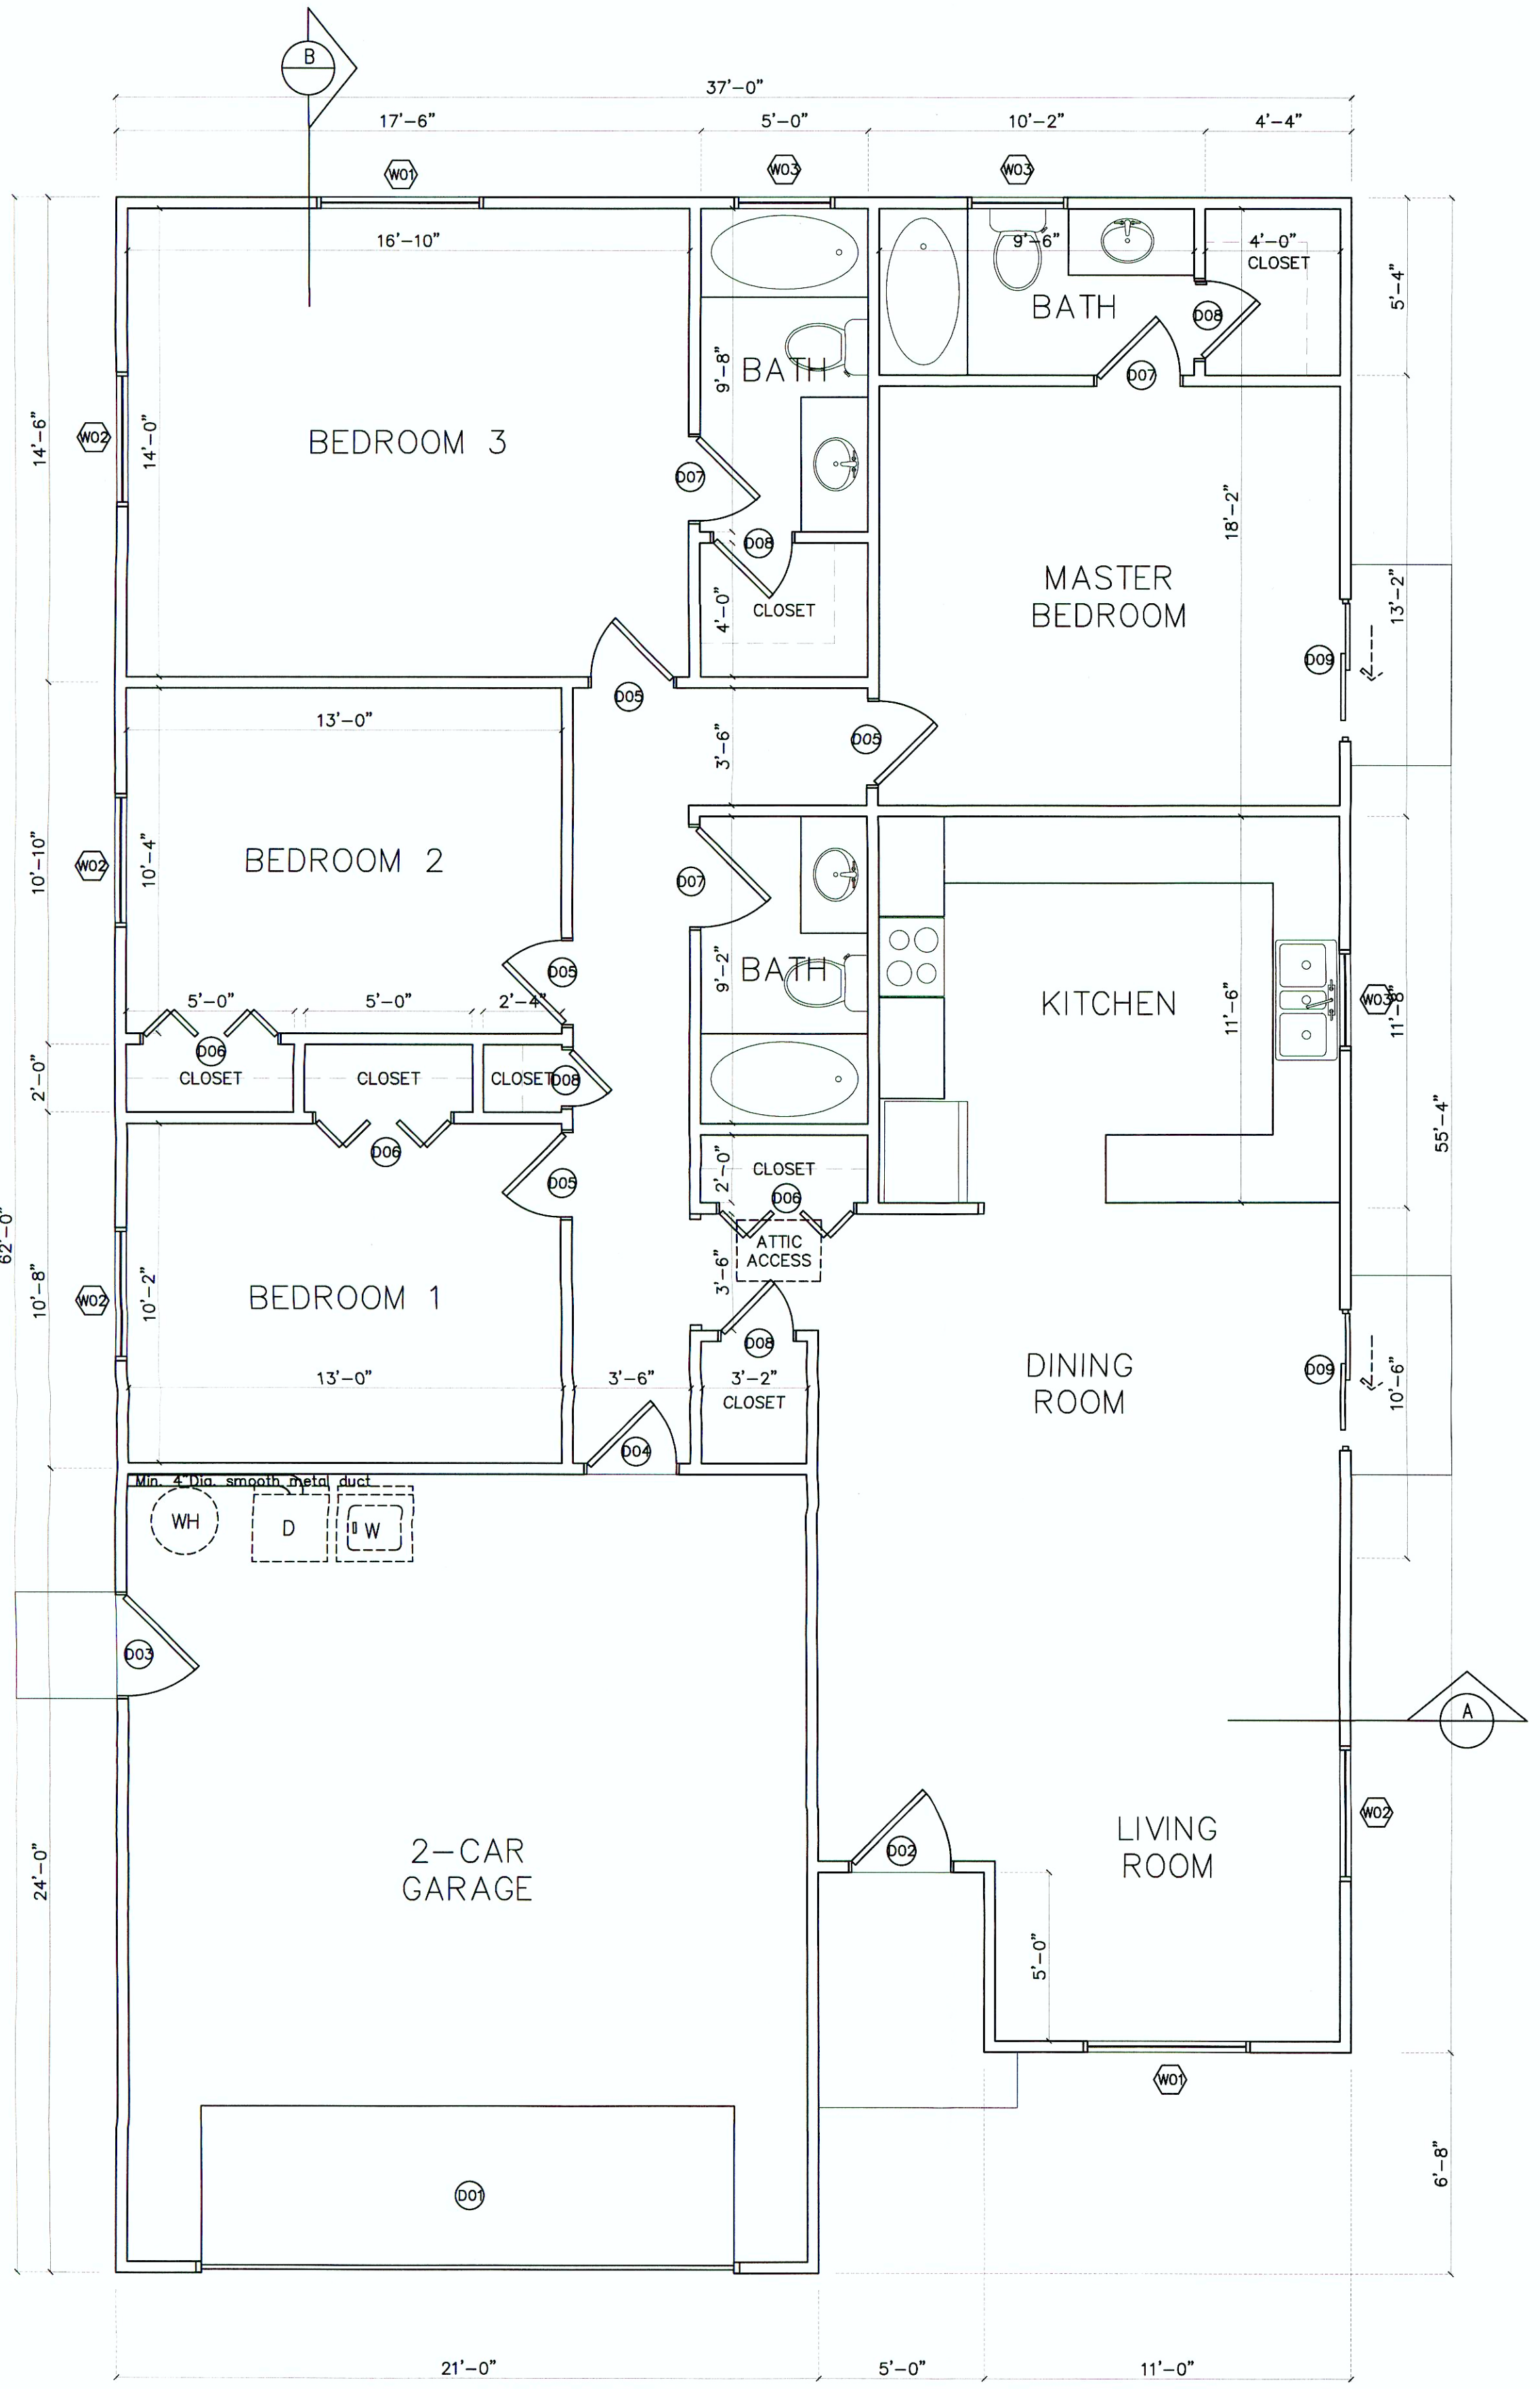 B
37'-0"
17'-6"
5'-0"
10'-2"
4'-4"
W01
W03
W03
16'-10"
9'-6"
4'-0"
CLOSET
5'-4"
BATH
D08
9'-8"
BATH
D07
14'-6"
W02
14'-0"
BEDROOM 3
D07
18'-2"
D08
MASTER
BEDROOM
13'-2"
4'-0"
CLOSET
D09
D05
13'-0"
3'-6"
D05
10'-10"
W02
10'-4"
BEDROOM 2
D07
9'-2"
BATH
D05
KITCHEN
11'-6"
W03
11'-8"
5'-0"
5'-0"
2'-4"
D06
2'-0"
CLOSET
CLOSET
CLOSET
D08
55'-4"
D06
2'-0"
CLOSET
D05
D06
62'-0"
ATTIC
ACCESS
3'-6"
10'-8"
W02
10'-2"
BEDROOM 1
D08
DINING
ROOM
D09
10'-6"
13'-0"
3'-6"
3'-2"
CLOSET
D04
Min. 4"Dia. smooth metal duct
WH
D
W
D03
A
W02
24'-0"
2-CAR
GARAGE
D02
LIVING
ROOM
5'-0"
W01
6'-8"
D01
21'-0"
5'-0"
11'-0"